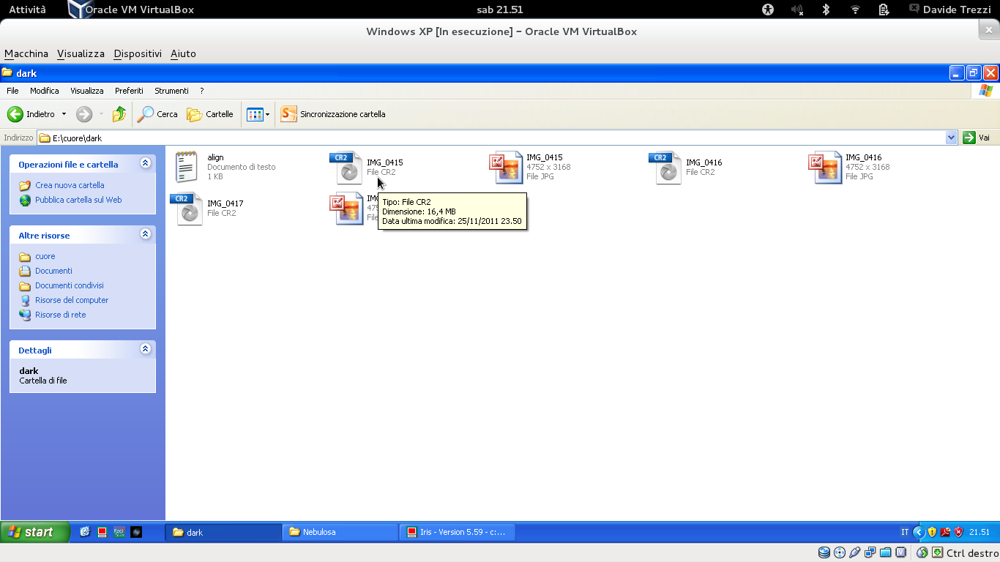 Attività
Oracle VM VirtualBox
sab 21.51
Davide Trezzi
Windows XP [In esecuzione] – Oracle VM VirtualBox
Macchina Visualizza Dispositivi Aiuto
dark
File Modifica Visualizza Preferiti Strumenti ?
Indietro
Cerca
Cartelle
Sincronizzazione cartella
Indirizzo E:\cuore\dark
Vai
Operazioni file e cartella
Crea nuova cartella
Pubblica cartella sul Web
Altre risorse
cuore
Documenti
Documenti condivisi
Risorse del computer
Risorse di rete
Dettagli
dark
Cartella di file
align
Documento di testo
1 KB
CR2
IMG_0415
File CR2
IMG_0415
4752 x 3168
File JPG
CR2
IMG_0416
File CR2
IMG_0416
4752 x 3168
File JPG
CR2
IMG_0417
File CR2
Tipo: File CR2
Dimensione: 16,4 MB
Data ultima modifica: 25/11/2011 23.50
start
dark
Nebulosa
Iris - Version 5.59 - c:...
IT
21.51
Ctrl destro